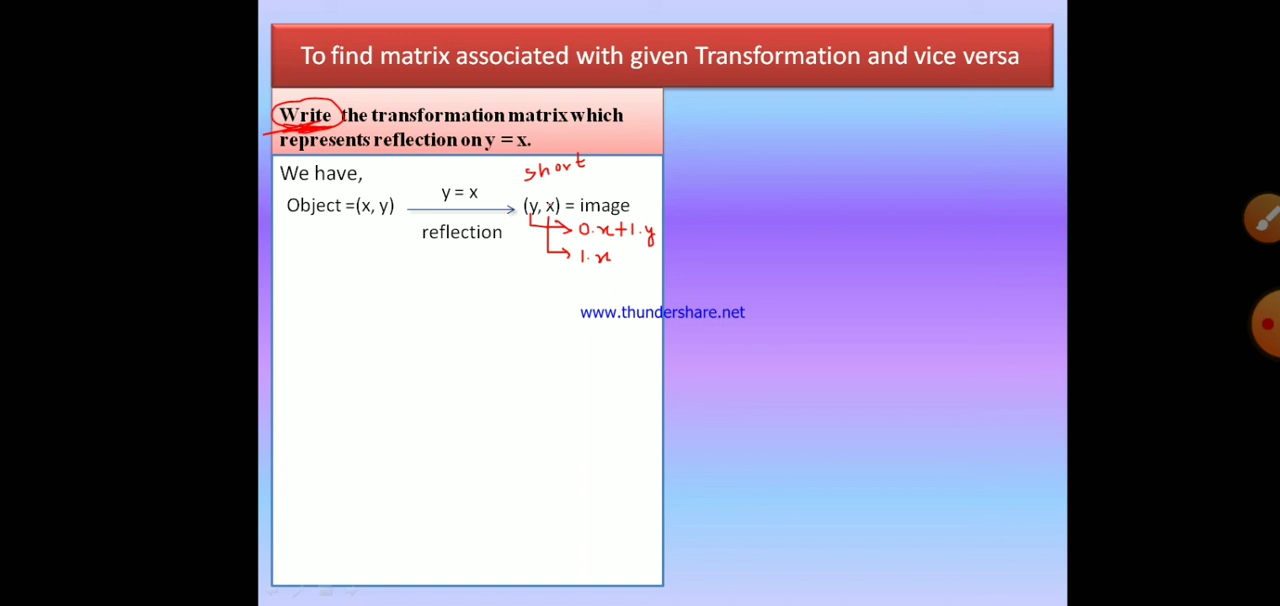 To find matrix associated with given Transformation and vice versa
Write the transformation matrix which
represents reflection on y = x.
We have,
short
y = x
Object =(x, y)
(y, x) = image
reflection
0.x+1.y
1.x
www.thundershare.net